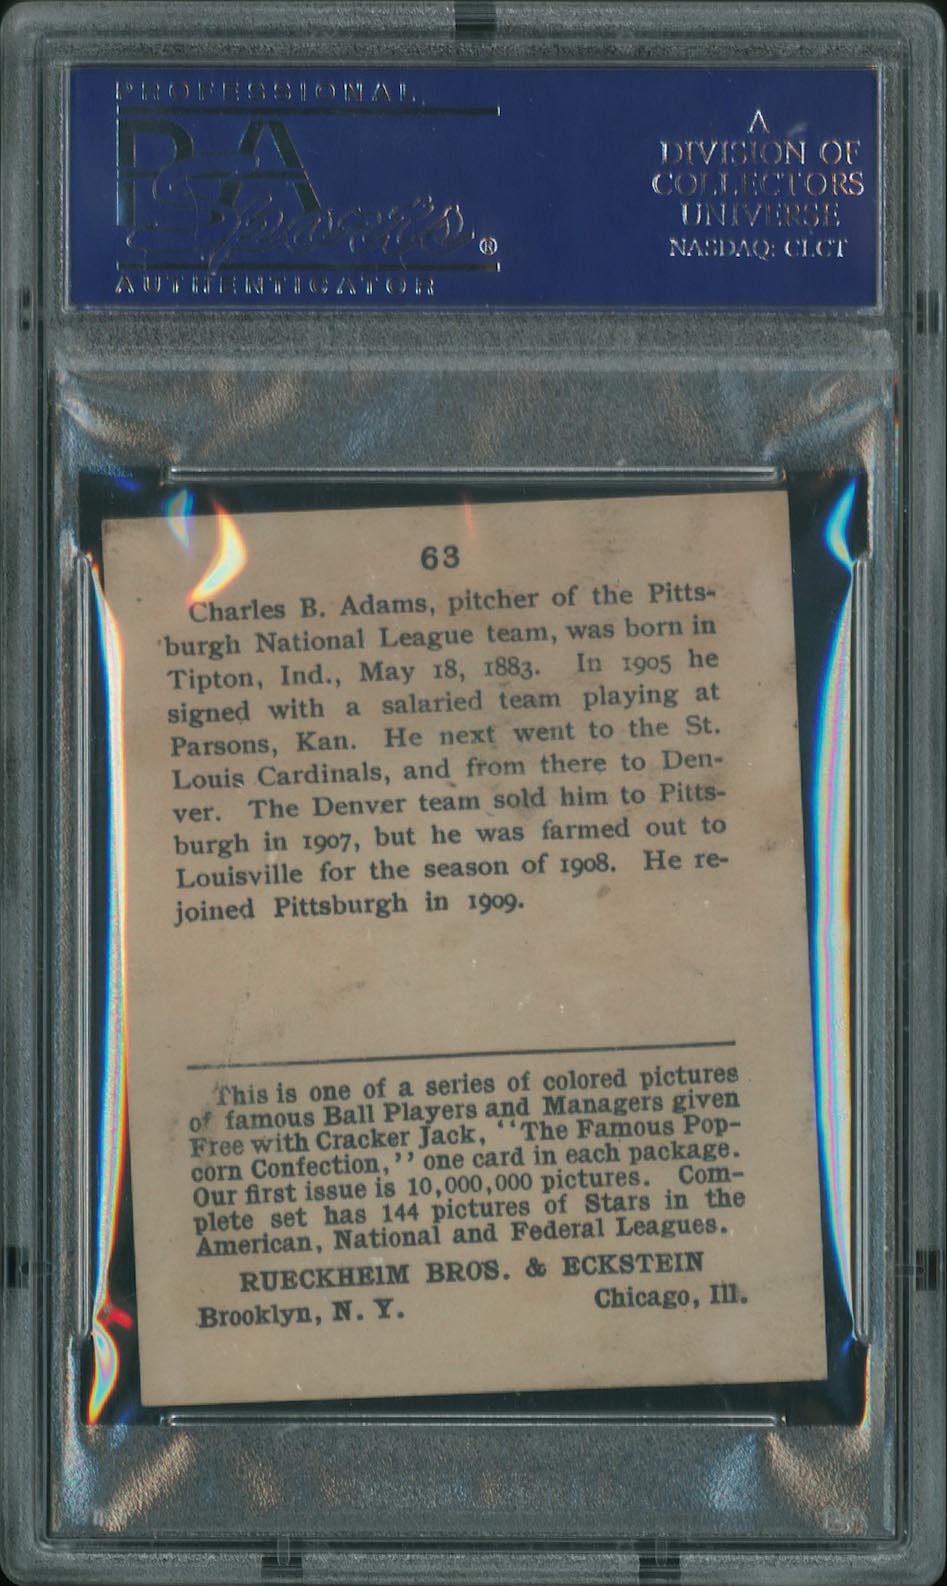 PROFESSIONAL
PSA
Sports
®
AUTHENTICATOR
A
DIVISION OF
COLLECTORS
UNIVERSE
NASDAQ: CLCT
63
Charles B. Adams, pitcher of the Pitts-
burgh National League team, was born in
Tipton, Ind., May 18, 1883. In 1905 he
signed with a salaried team playing at
Parsons, Kan. He next went to the St.
Louis Cardinals, and from there to Den-
ver. The Denver team sold him to Pitts-
burgh in 1907, but he was farmed out to
Louisville for the season of 1908. He re-
joined Pittsburgh in 1909.
This is one of a series of colored pictures
of famous Ball Players and Managers given
Free with Cracker Jack, "The Famous Pop-
corn Confection," one card in each package.
Our first issue is 10,000,000 pictures. Com-
plete set has 144 pictures of Stars in the
American, National and Federal Leagues.
RUECKHEIM BROS. & ECKSTEIN
Brooklyn, N. Y. Chicago, Ill.